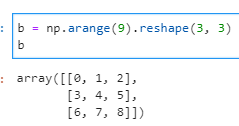 : b = np.arange(9).reshape(3, 3)
b
: array([[0, 1, 2],
[3, 4, 5],
[6, 7, 8]])